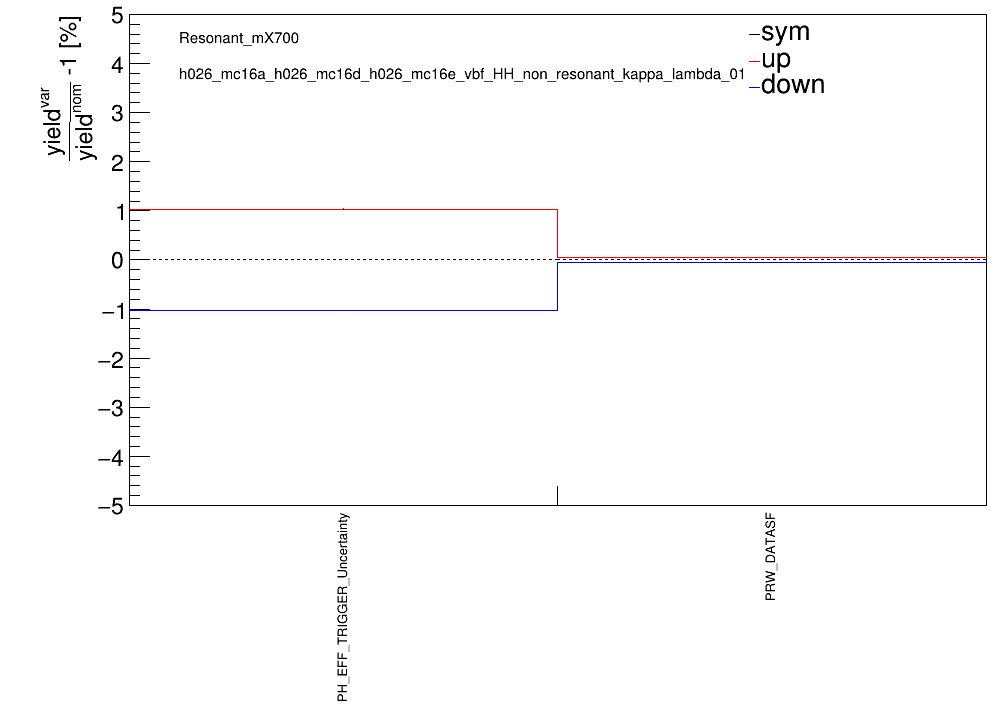 yield^var
yield^nom
-1 [%]
5
4
3
2
1
0
−1
−2
−3
−4
−5
Resonant_mX700
h026_mc16a_h026_mc16d_h026_mc16e_vbf_HH_non_resonant_kappa_lambda_01
sym
up
down
PH_EFF_TRIGGER_Uncertainty
PRW_DATASF